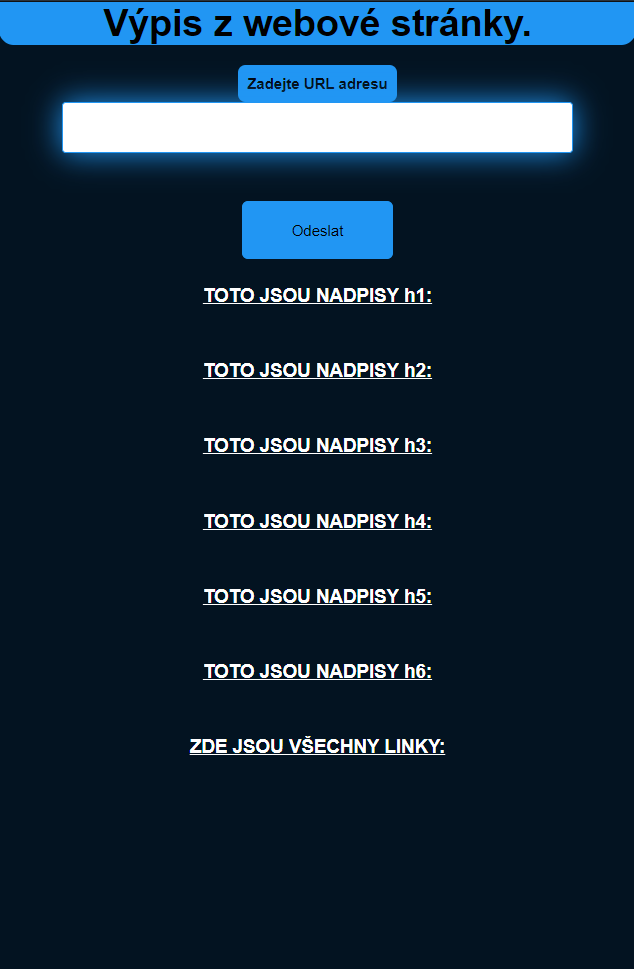 Výpis z webové stránky.
Zadejte URL adresu
Odeslat
TOTO JSOU NADPISY h1:
TOTO JSOU NADPISY h2:
TOTO JSOU NADPISY h3:
TOTO JSOU NADPISY h4:
TOTO JSOU NADPISY h5:
TOTO JSOU NADPISY h6:
ZDE JSOU VŠECHNY LINKY: